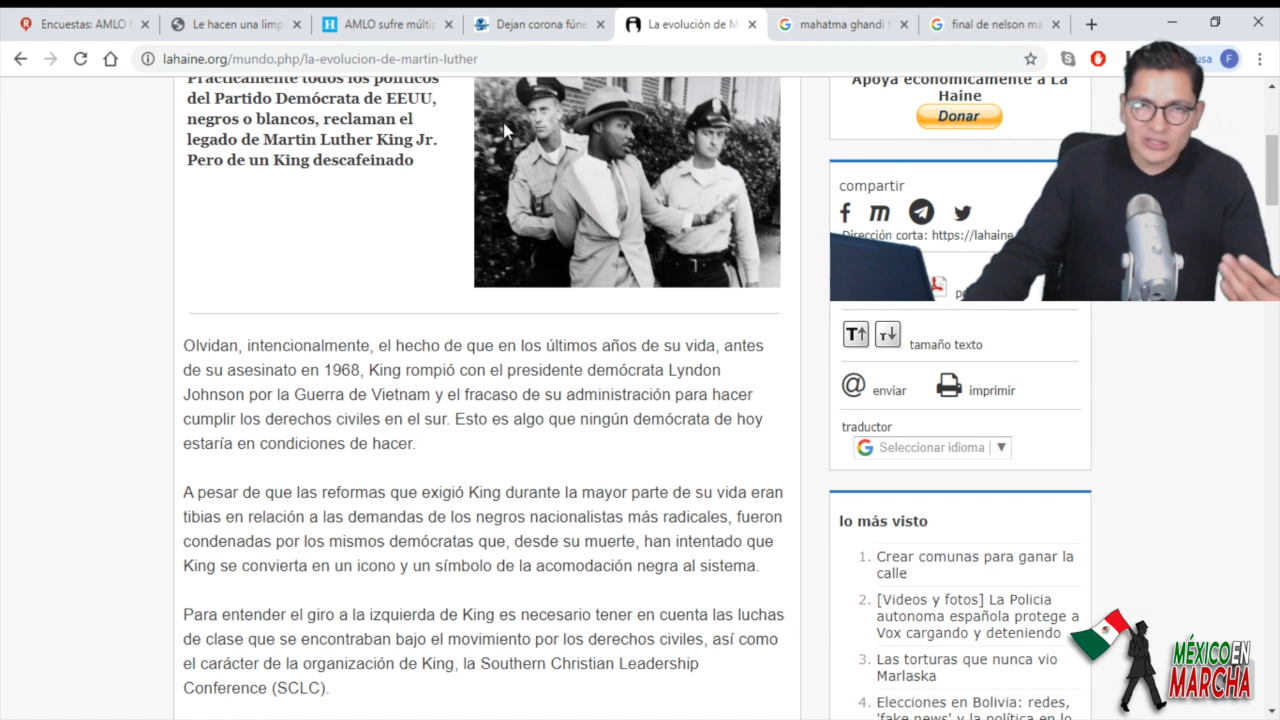 Encuestas: AMLO
Le hacen una limp
AMLO sufre múltip
Dejan corona fúne
La evolución de M
mahatma ghandi
final de nelson ma
lahaine.org/mundo.php/la-evolucion-de-martin-luther
usa
F
Prácticamente todos los políticos
del Partido Demócrata de EEUU,
negros o blancos, reclaman el
legado de Martin Luther King Jr.
Pero de un King descafeinado
Olvidan, intencionalmente, el hecho de que en los últimos años de su vida, antes
de su asesinato en 1968, King rompió con el presidente demócrata Lyndon
Johnson por la Guerra de Vietnam y el fracaso de su administración para hacer
cumplir los derechos civiles en el sur. Esto es algo que ningún demócrata de hoy
estaría en condiciones de hacer.
A pesar de que las reformas que exigió King durante la mayor parte de su vida eran
tibias en relación a las demandas de los negros nacionalistas más radicales, fueron
condenadas por los mismos demócratas que, desde su muerte, han intentado que
King se convierta en un icono y un símbolo de la acomodación negra al sistema.
Para entender el giro a la izquierda de King es necesario tener en cuenta las luchas
de clase que se encontraban bajo el movimiento por los derechos civiles, así como
el carácter de la organización de King, la Southern Christian Leadership
Conference (SCLC).
Apoya económicamente a La
Haine
Donar
compartir
Dirección corta: https://lahaine
T↑ T↓ tamaño texto
@ enviar imprimir
traductor
Seleccionar idioma ▼
lo más visto
1. Crear comunas para ganar la
calle
2. [Videos y fotos] La Policia
autonoma española protege a
Vox cargando y deteniendo
3. Las torturas que nunca vio
Marlaska
4. Elecciones en Bolivia: redes,
'fake news' y la política en lo
MÉXICO EN
MARCHA